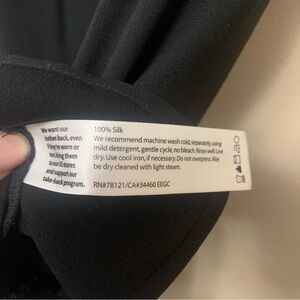 We want our
clothes back, even
if they're worn or
torn. Bring them
to our stores
and support our
take-back program.
100% Silk
We recommend machine wash cold, separately, using
mild detergent, gentle cycle, no bleach. Rinse well. Line
dry. Use cool iron, if necessary. Do not overpress. May
be dry cleaned with light steam.
RN#78121/CA#34460 EEGC